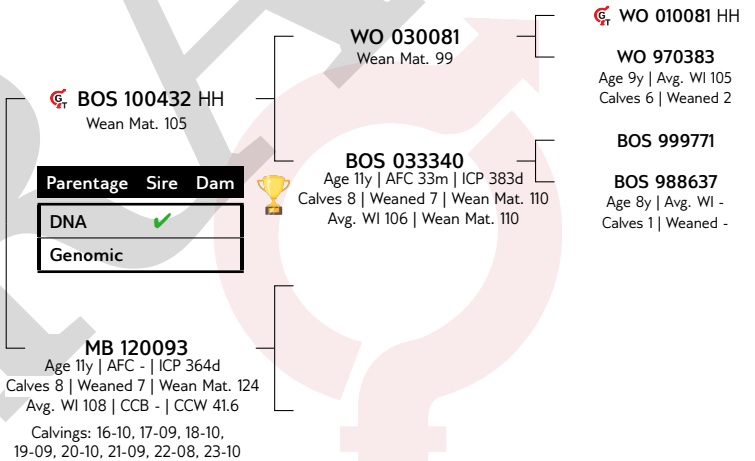 WO 010081 HH
WO 030081
Wean Mat. 99
WO 970383
Age 9y | Avg. WI 105
Calves 6 | Weaned 2
BOS 100432 HH
Wean Mat. 105
BOS 999771
BOS 033340
Age 11y | AFC 33m | ICP 383d
Calves 8 | Weaned 7 | Wean Mat. 110
Avg. WI 106 | Wean Mat. 110
BOS 988637
Age 8y | Avg. WI -
Calves 1 | Weaned -
Parentage Sire Dam
DNA ✔
Genomic
MB 120093
Age 11y | AFC - | ICP 364d
Calves 8 | Weaned 7 | Wean Mat. 124
Avg. WI 108 | CCB - | CCW 41.6
Calvings: 16-10, 17-09, 18-10,
19-09, 20-10, 21-09, 22-08, 23-10